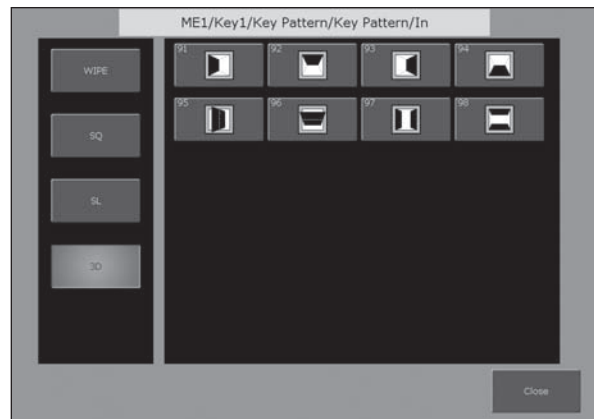 ME1/Key1/Key Pattern/Key Pattern/In
WIPE
SQ
SL
3D
91
92
93
94
95
96
97
98
Close